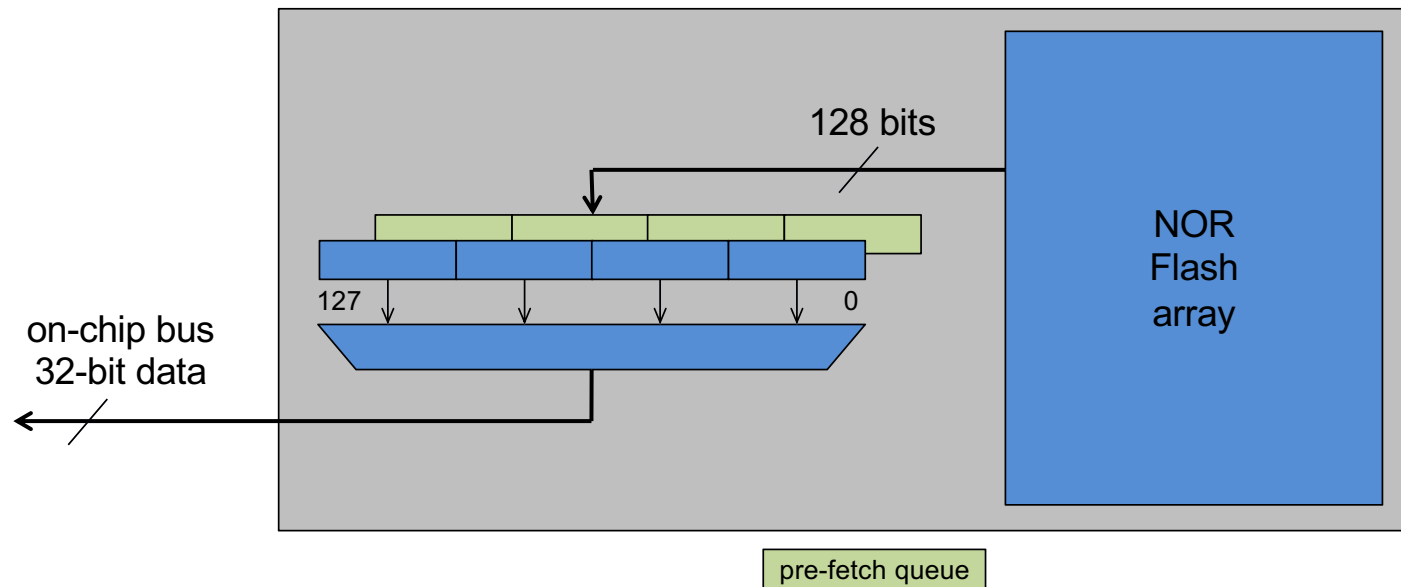 128 bits
NOR
Flash
array
127
0
on-chip bus
32-bit data
pre-fetch queue